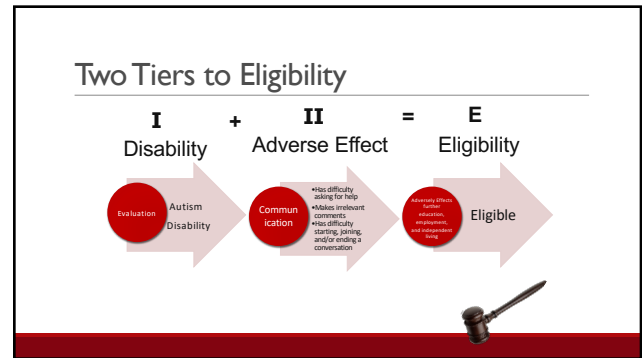 Two Tiers to Eligibility
I + II = E
Disability Adverse Effect Eligibility
Evaluation
Autism
Disability
Commun
ication
•Has difficulty
asking for help
•Makes irrelevant
comments
•Has difficulty
starting, joining,
and/or ending a
conversation
Adversely Effects
further
education,
employment,
and independent
living
Eligible